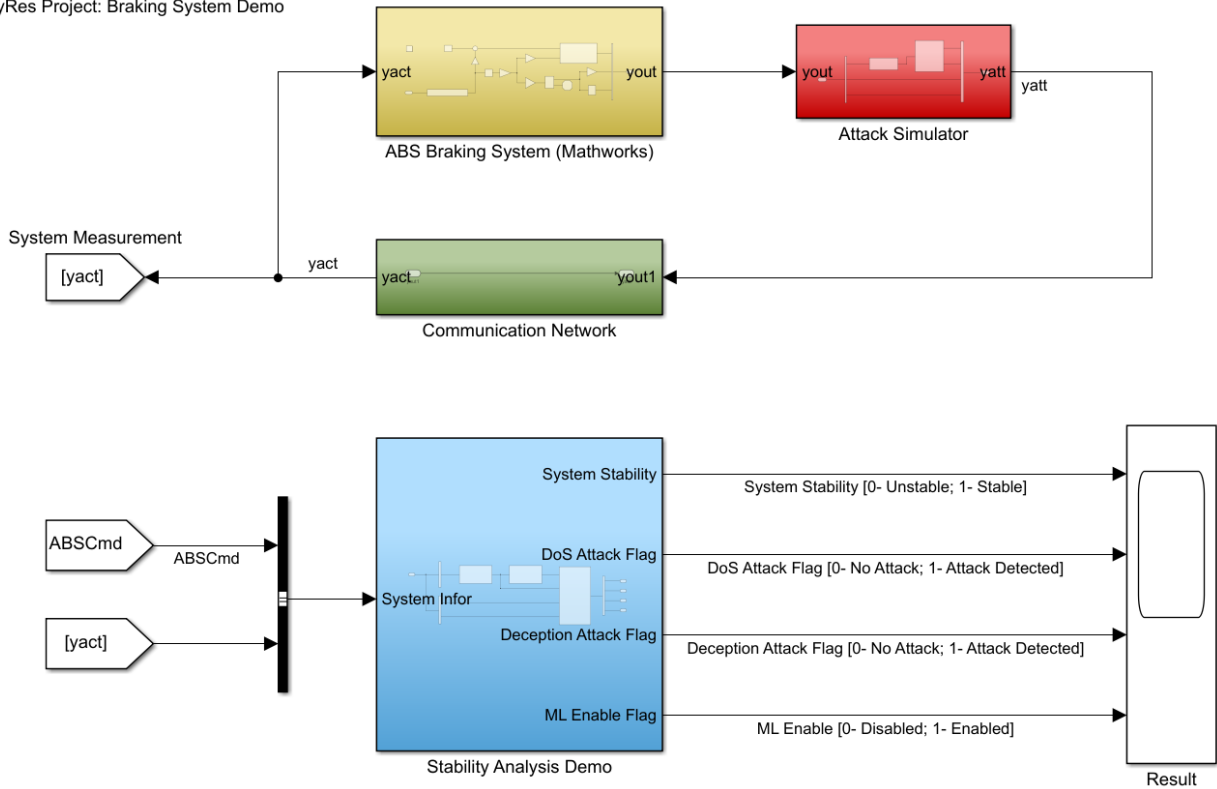 yRes Project: Braking System Demo
yact
yout
ABS Braking System (Mathworks)
yout
yatt
Attack Simulator
yatt
System Measurement
[yact]
yact
yact
yout1
Communication Network
ABSCmd
ABSCmd
[yact]
System Infor
System Stability
DoS Attack Flag
Deception Attack Flag
ML Enable Flag
Stability Analysis Demo
System Stability [0- Unstable; 1- Stable]
DoS Attack Flag [0- No Attack; 1- Attack Detected]
Deception Attack Flag [0- No Attack; 1- Attack Detected]
ML Enable [0- Disabled; 1- Enabled]
Result